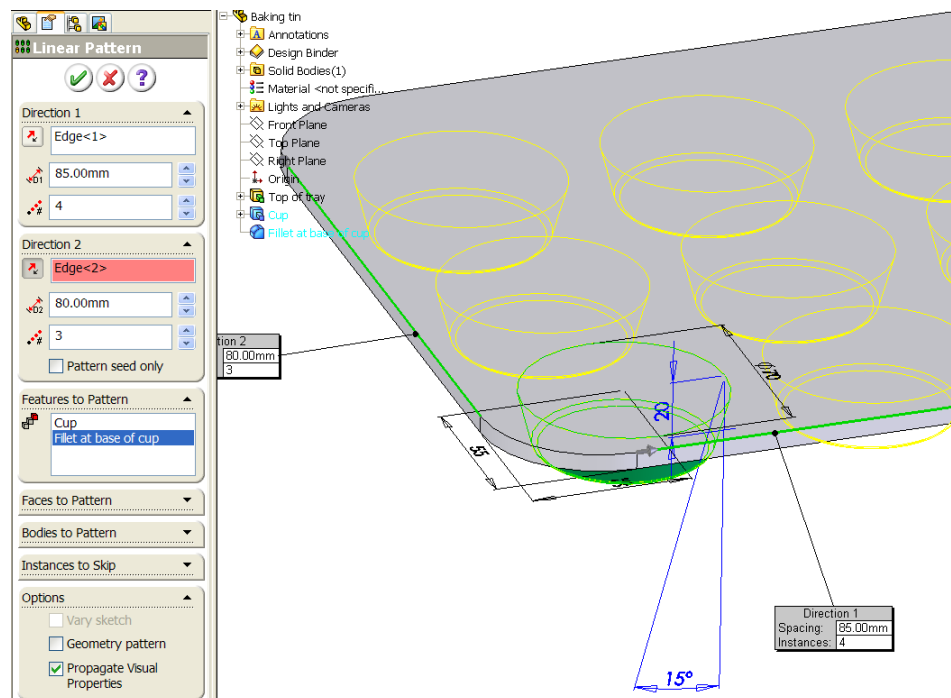 Linear Pattern
?
Direction 1
Edge<1>
D1
85.00mm
#
4
Direction 2
Edge<2>
D2
80.00mm
#
3
Pattern seed only
Features to Pattern
Cup
Fillet at base of cup
Faces to Pattern
Bodies to Pattern
Instances to Skip
Options
Vary sketch
Geometry pattern
Propagate Visual
Properties
Baking tin
A Annotations
Design Binder
Solid Bodies(1)
Material <not specifi...
Lights and Cameras
Front Plane
Top Plane
Right Plane
Origin
Top of tray
Cup
Fillet at base of cup
tion 2
80.00mm
3
Ø70
20
55
15°
Direction 1
Spacing: 85.00mm
Instances: 4